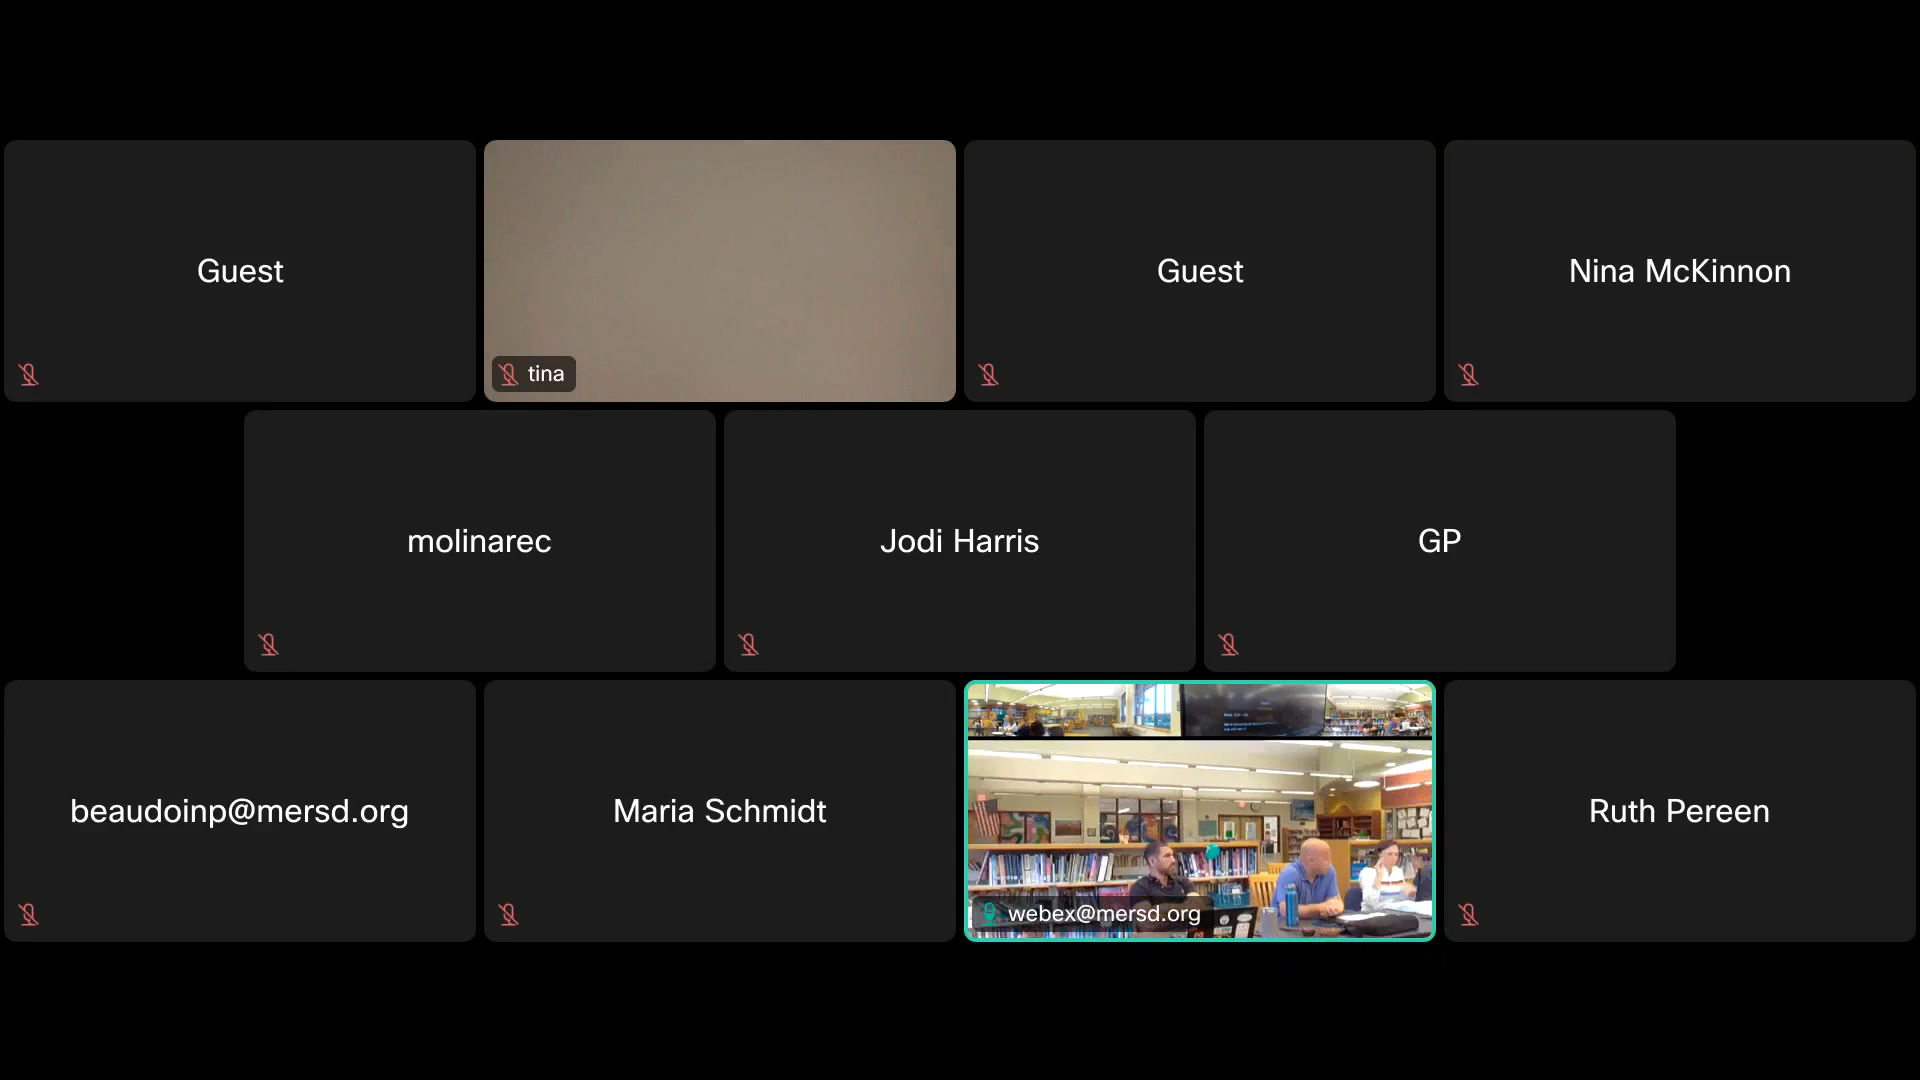 Guest
tina
Guest
Nina McKinnon
molinarec
Jodi Harris
GP
beaudoinp@mersd.org
Maria Schmidt
webex@mersd.org
Ruth Pereen